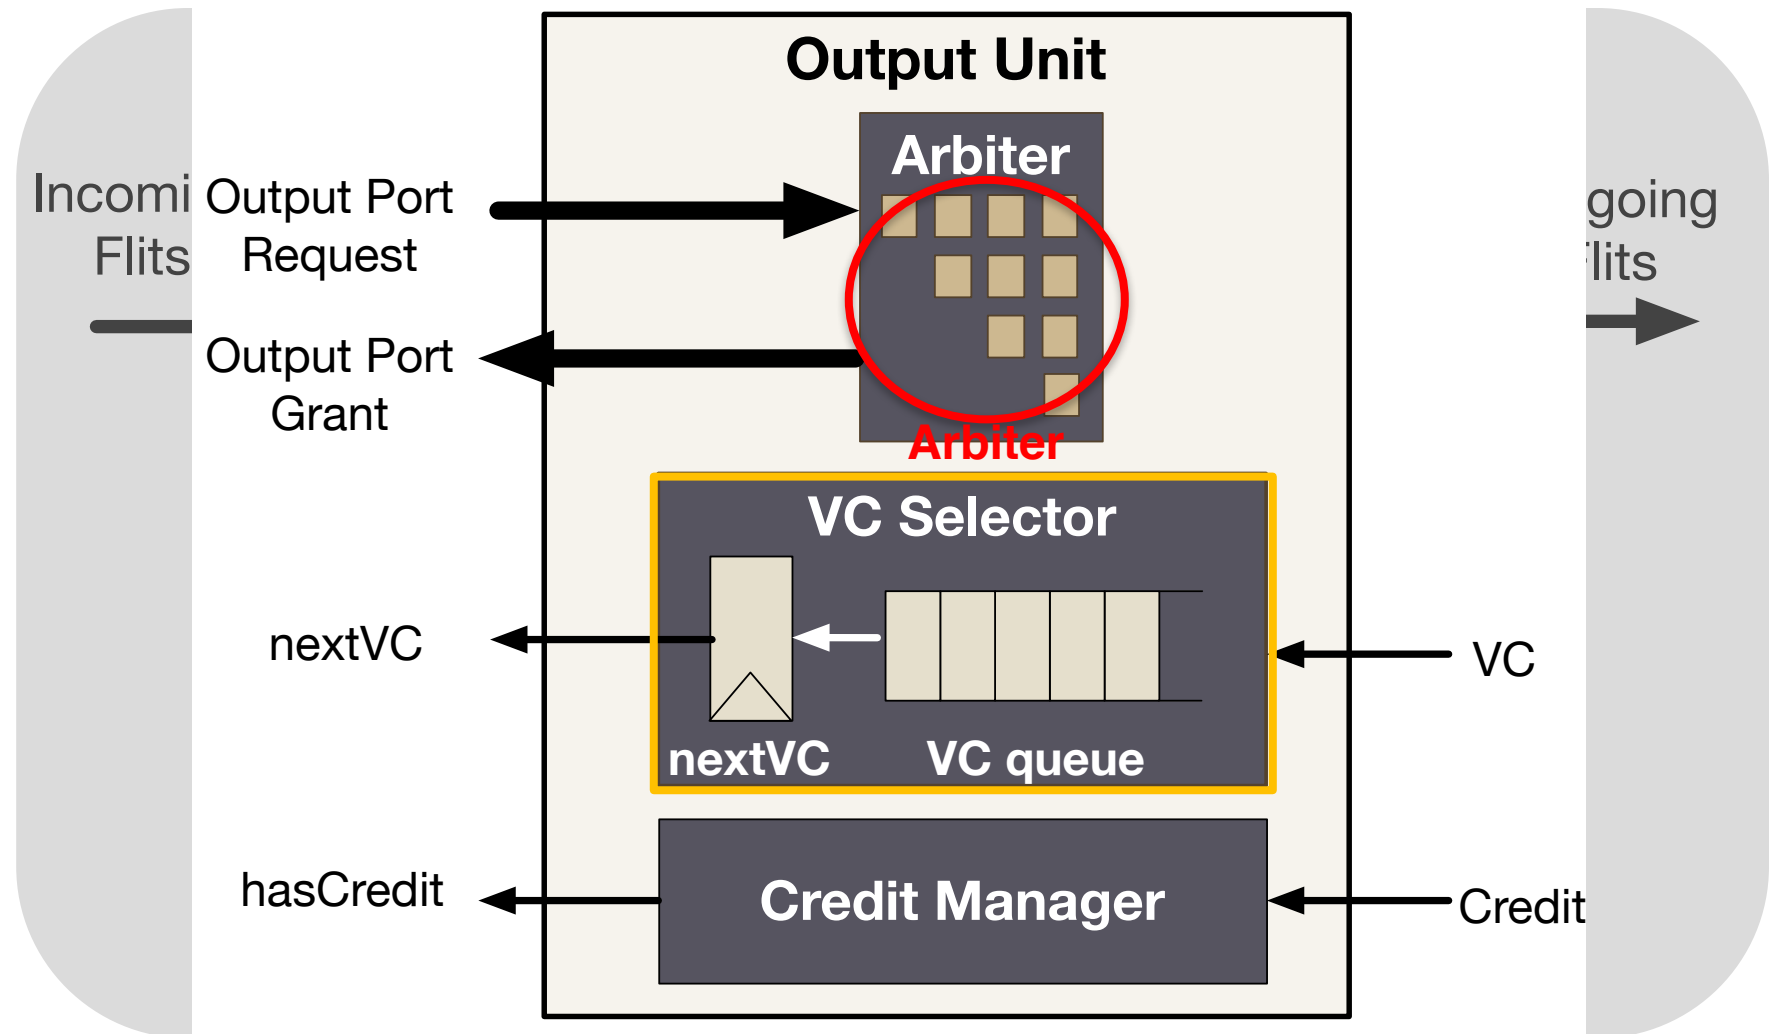 Output Unit
Arbiter
Incomi
Flits
Output Port
Request
going
lits
Output Port
Grant
Arbiter
VC Selector
nextVC
VC
nextVC
VC queue
hasCredit
Credit Manager
Credit